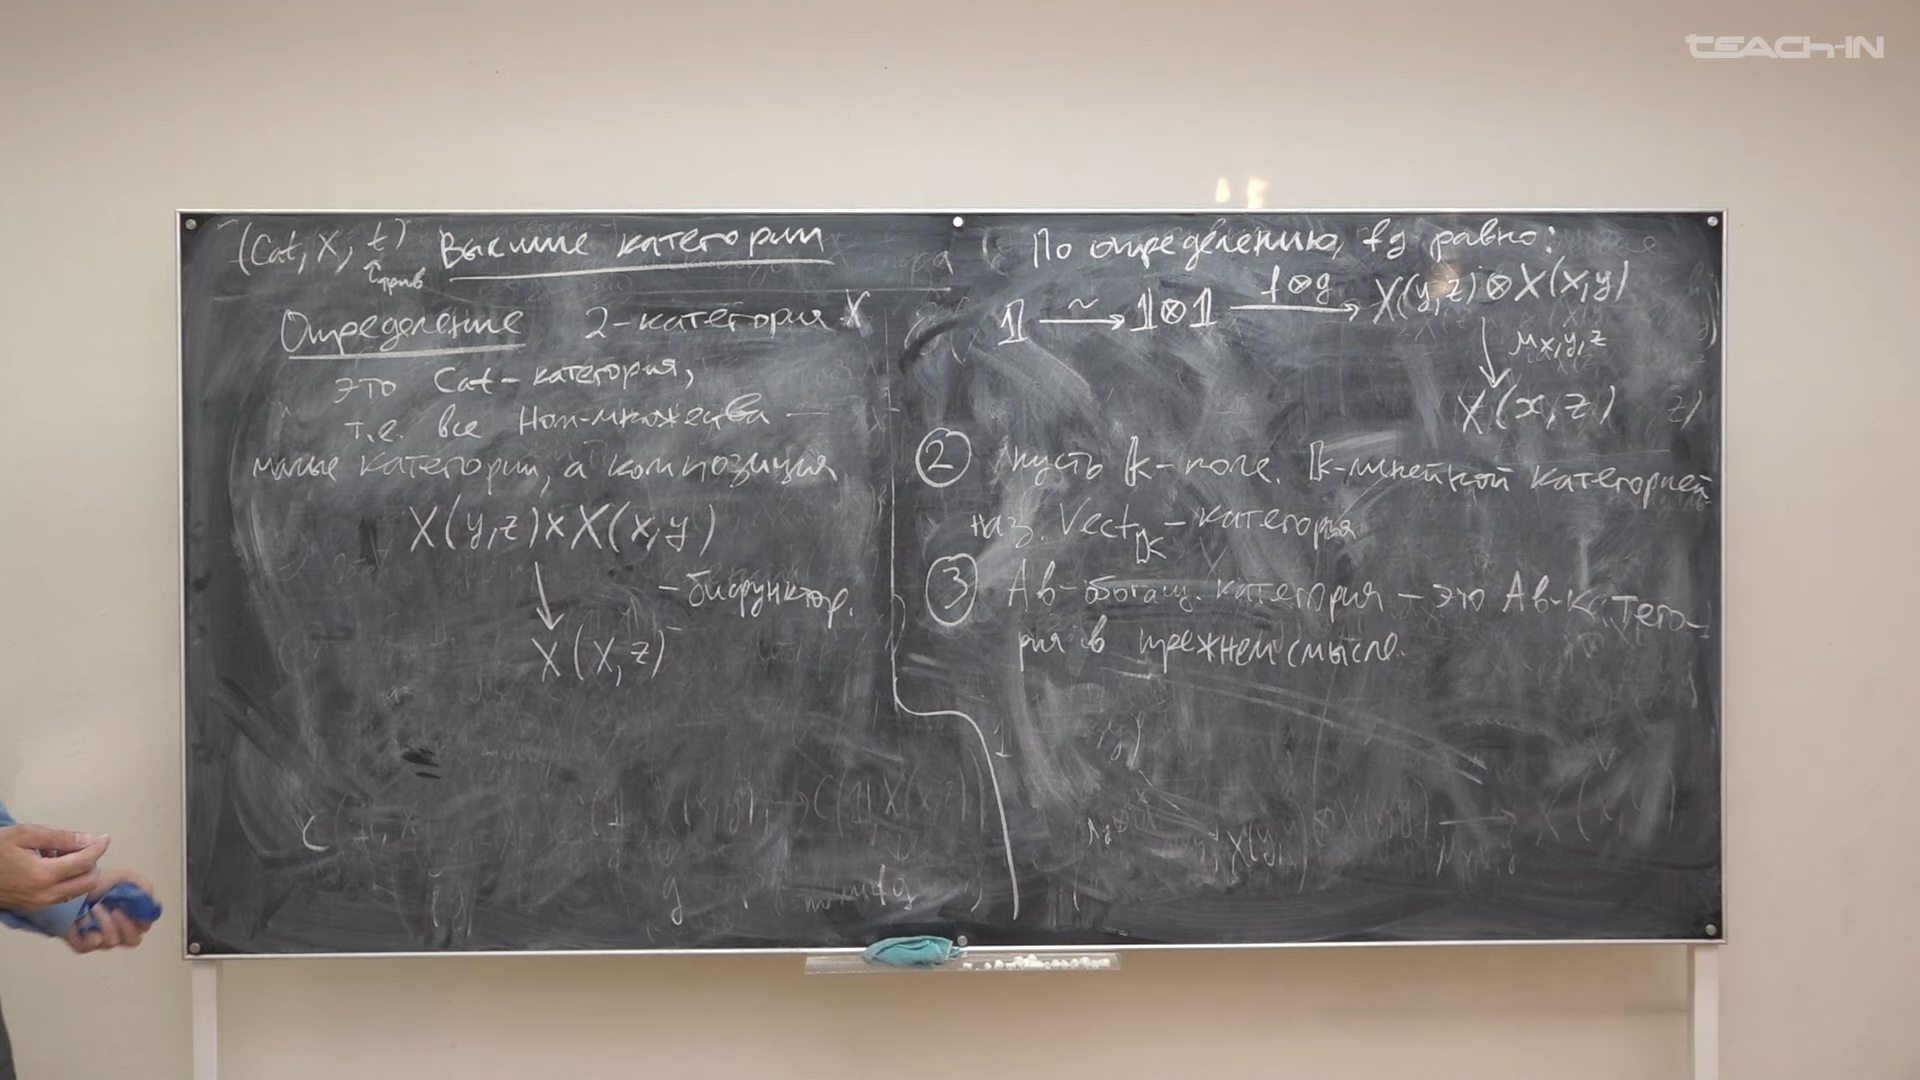 (Cat, X, t) Высшие категории
Определение 2-категория X
это Cat-категория,
т.е. все Hom-множества —
малые категории, а композиция
X(y,z)×X(x,y)
↓ - бифунктор.
X(x,z)
По определению, fg равно:
𝟙 ⥲ 𝟙⊗𝟙 —f⊗g→ X(y,z)⊗X(x,y)
↓ μx,y,z
X(x,z)
② пусть 𝕜-поле. 𝕜-линейной категорией
наз. Vect𝕜-категория
③ Ab-обогащ. категория – это Ab-катего-
рия в прежнем смысле.
TEACH-IN